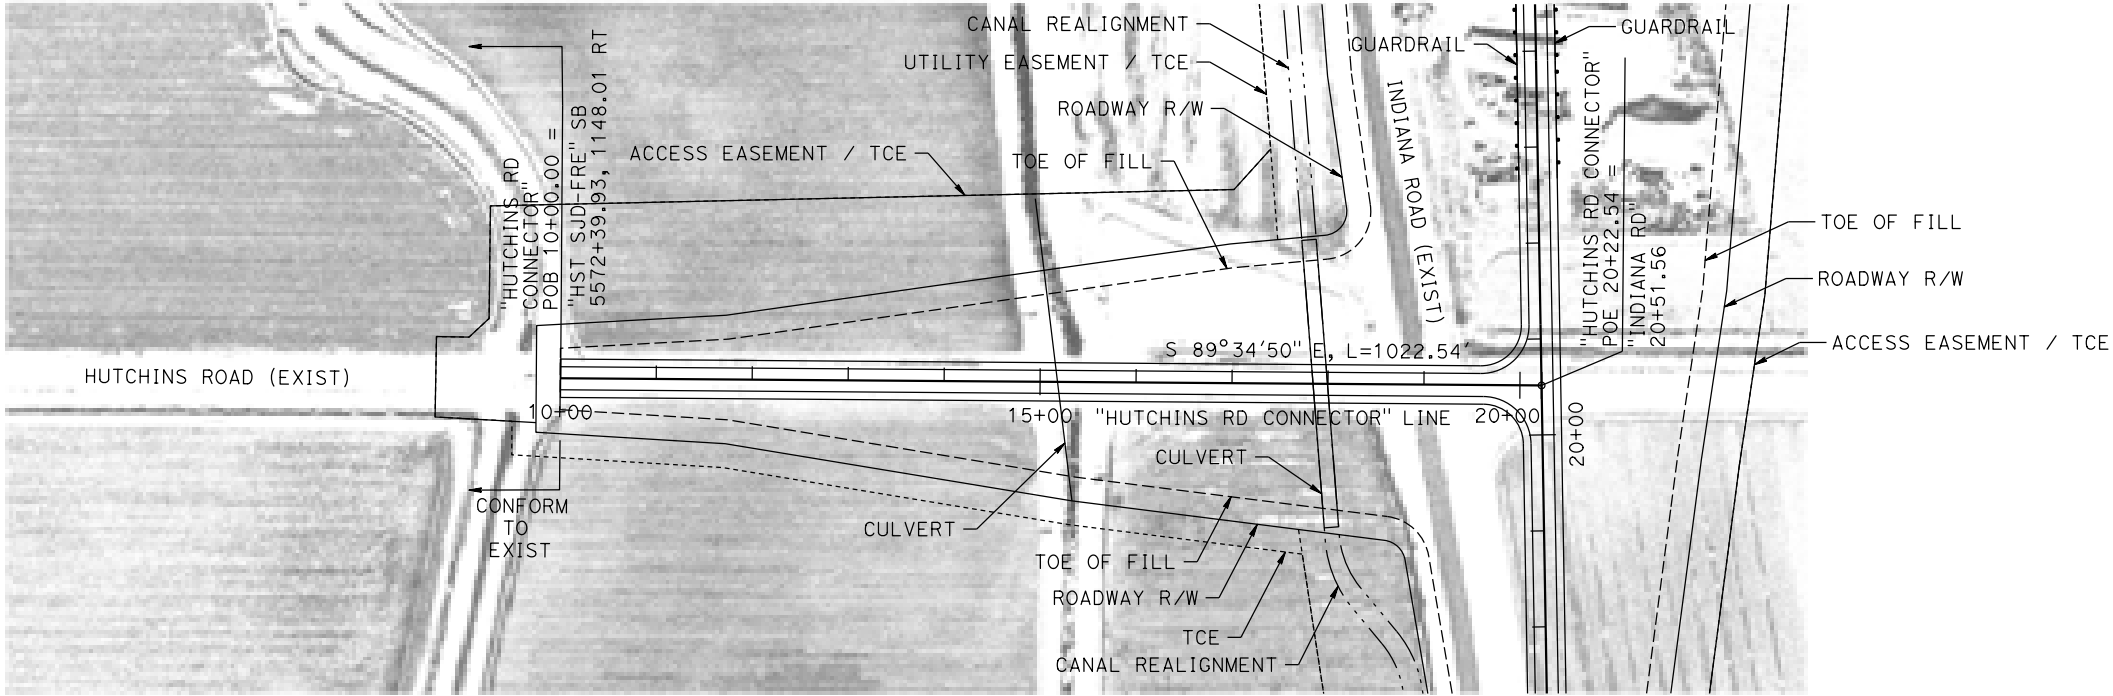 CANAL REALIGNMENT
UTILITY EASEMENT / TCE
ROADWAY R/W
TOE OF FILL
ACCESS EASEMENT / TCE
GUARDRAIL
GUARDRAIL
INDIANA ROAD (EXIST)
"HUTCHINS RD
CONNECTOR"
POB 10+00.00 =
"HST SJD-FRE" SB
5572+39.93, 1148.01 RT
"HUTCHINS RD CONNECTOR"
POE 20+22.54 =
"INDIANA RD"
20+51.56
TOE OF FILL
ROADWAY R/W
ACCESS EASEMENT / TCE
HUTCHINS ROAD (EXIST)
S 89°34'50" E, L=1022.54'
10+00
15+00
"HUTCHINS RD CONNECTOR" LINE
20+00
20+00
CONFORM
TO
EXIST
CULVERT
CULVERT
TOE OF FILL
ROADWAY R/W
TCE
CANAL REALIGNMENT